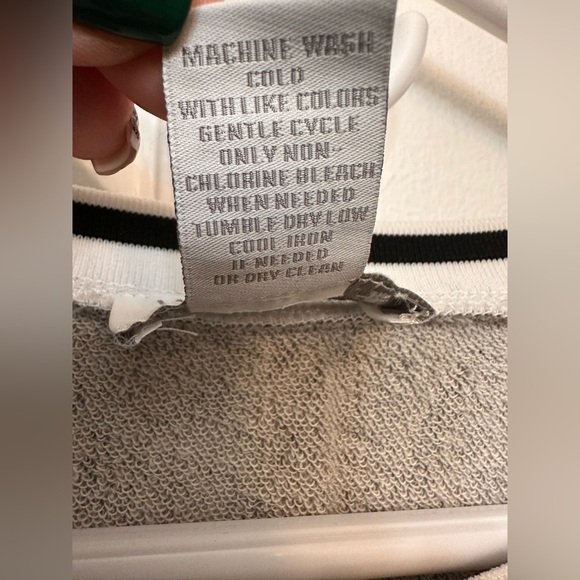 MACHINE WASH
COLD
WITH LIKE COLORS
GENTLE CYCLE
ONLY NON-
CHLORINE BLEACH
WHEN NEEDED
TUMBLE DRY LOW
COOL IRON
IF NEEDED
OR DRY CLEAN